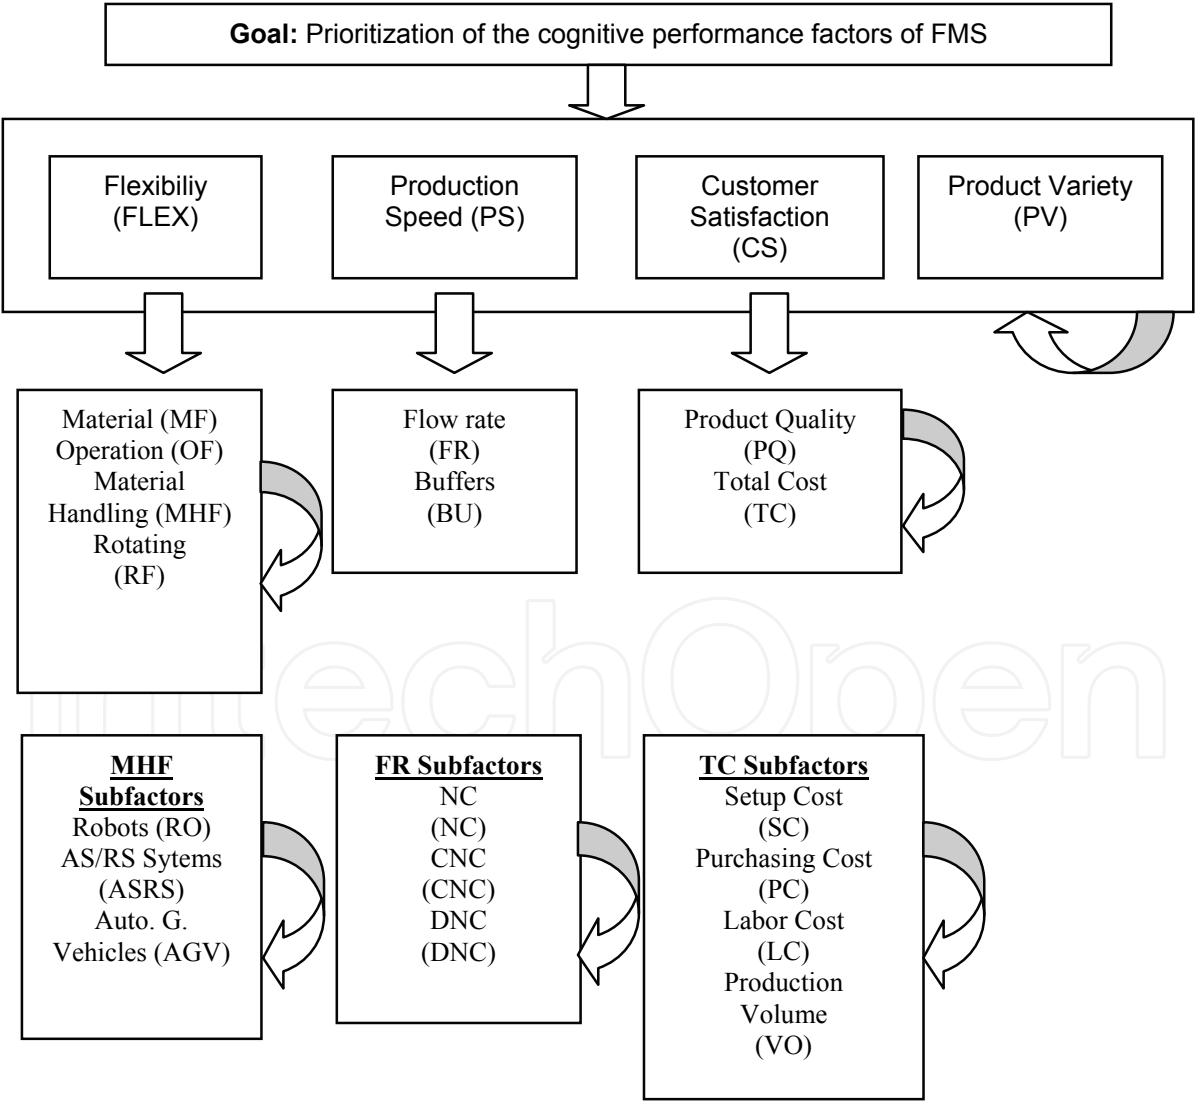 Goal: Prioritization of the cognitive performance factors of FMS
Flexibiliy
(FLEX)
Production
Speed (PS)
Customer
Satisfaction
(CS)
Product Variety
(PV)
Material (MF)
Operation (OF)
Material
Handling (MHF)
Rotating
(RF)
Flow rate
(FR)
Buffers
(BU)
Product Quality
(PQ)
Total Cost
(TC)
IntechOpen
MHF
Subfactors
Robots (RO)
AS/RS Sytems
(ASRS)
Auto. G.
Vehicles (AGV)
FR Subfactors
NC
(NC)
CNC
(CNC)
DNC
(DNC)
TC Subfactors
Setup Cost
(SC)
Purchasing Cost
(PC)
Labor Cost
(LC)
Production
Volume
(VO)